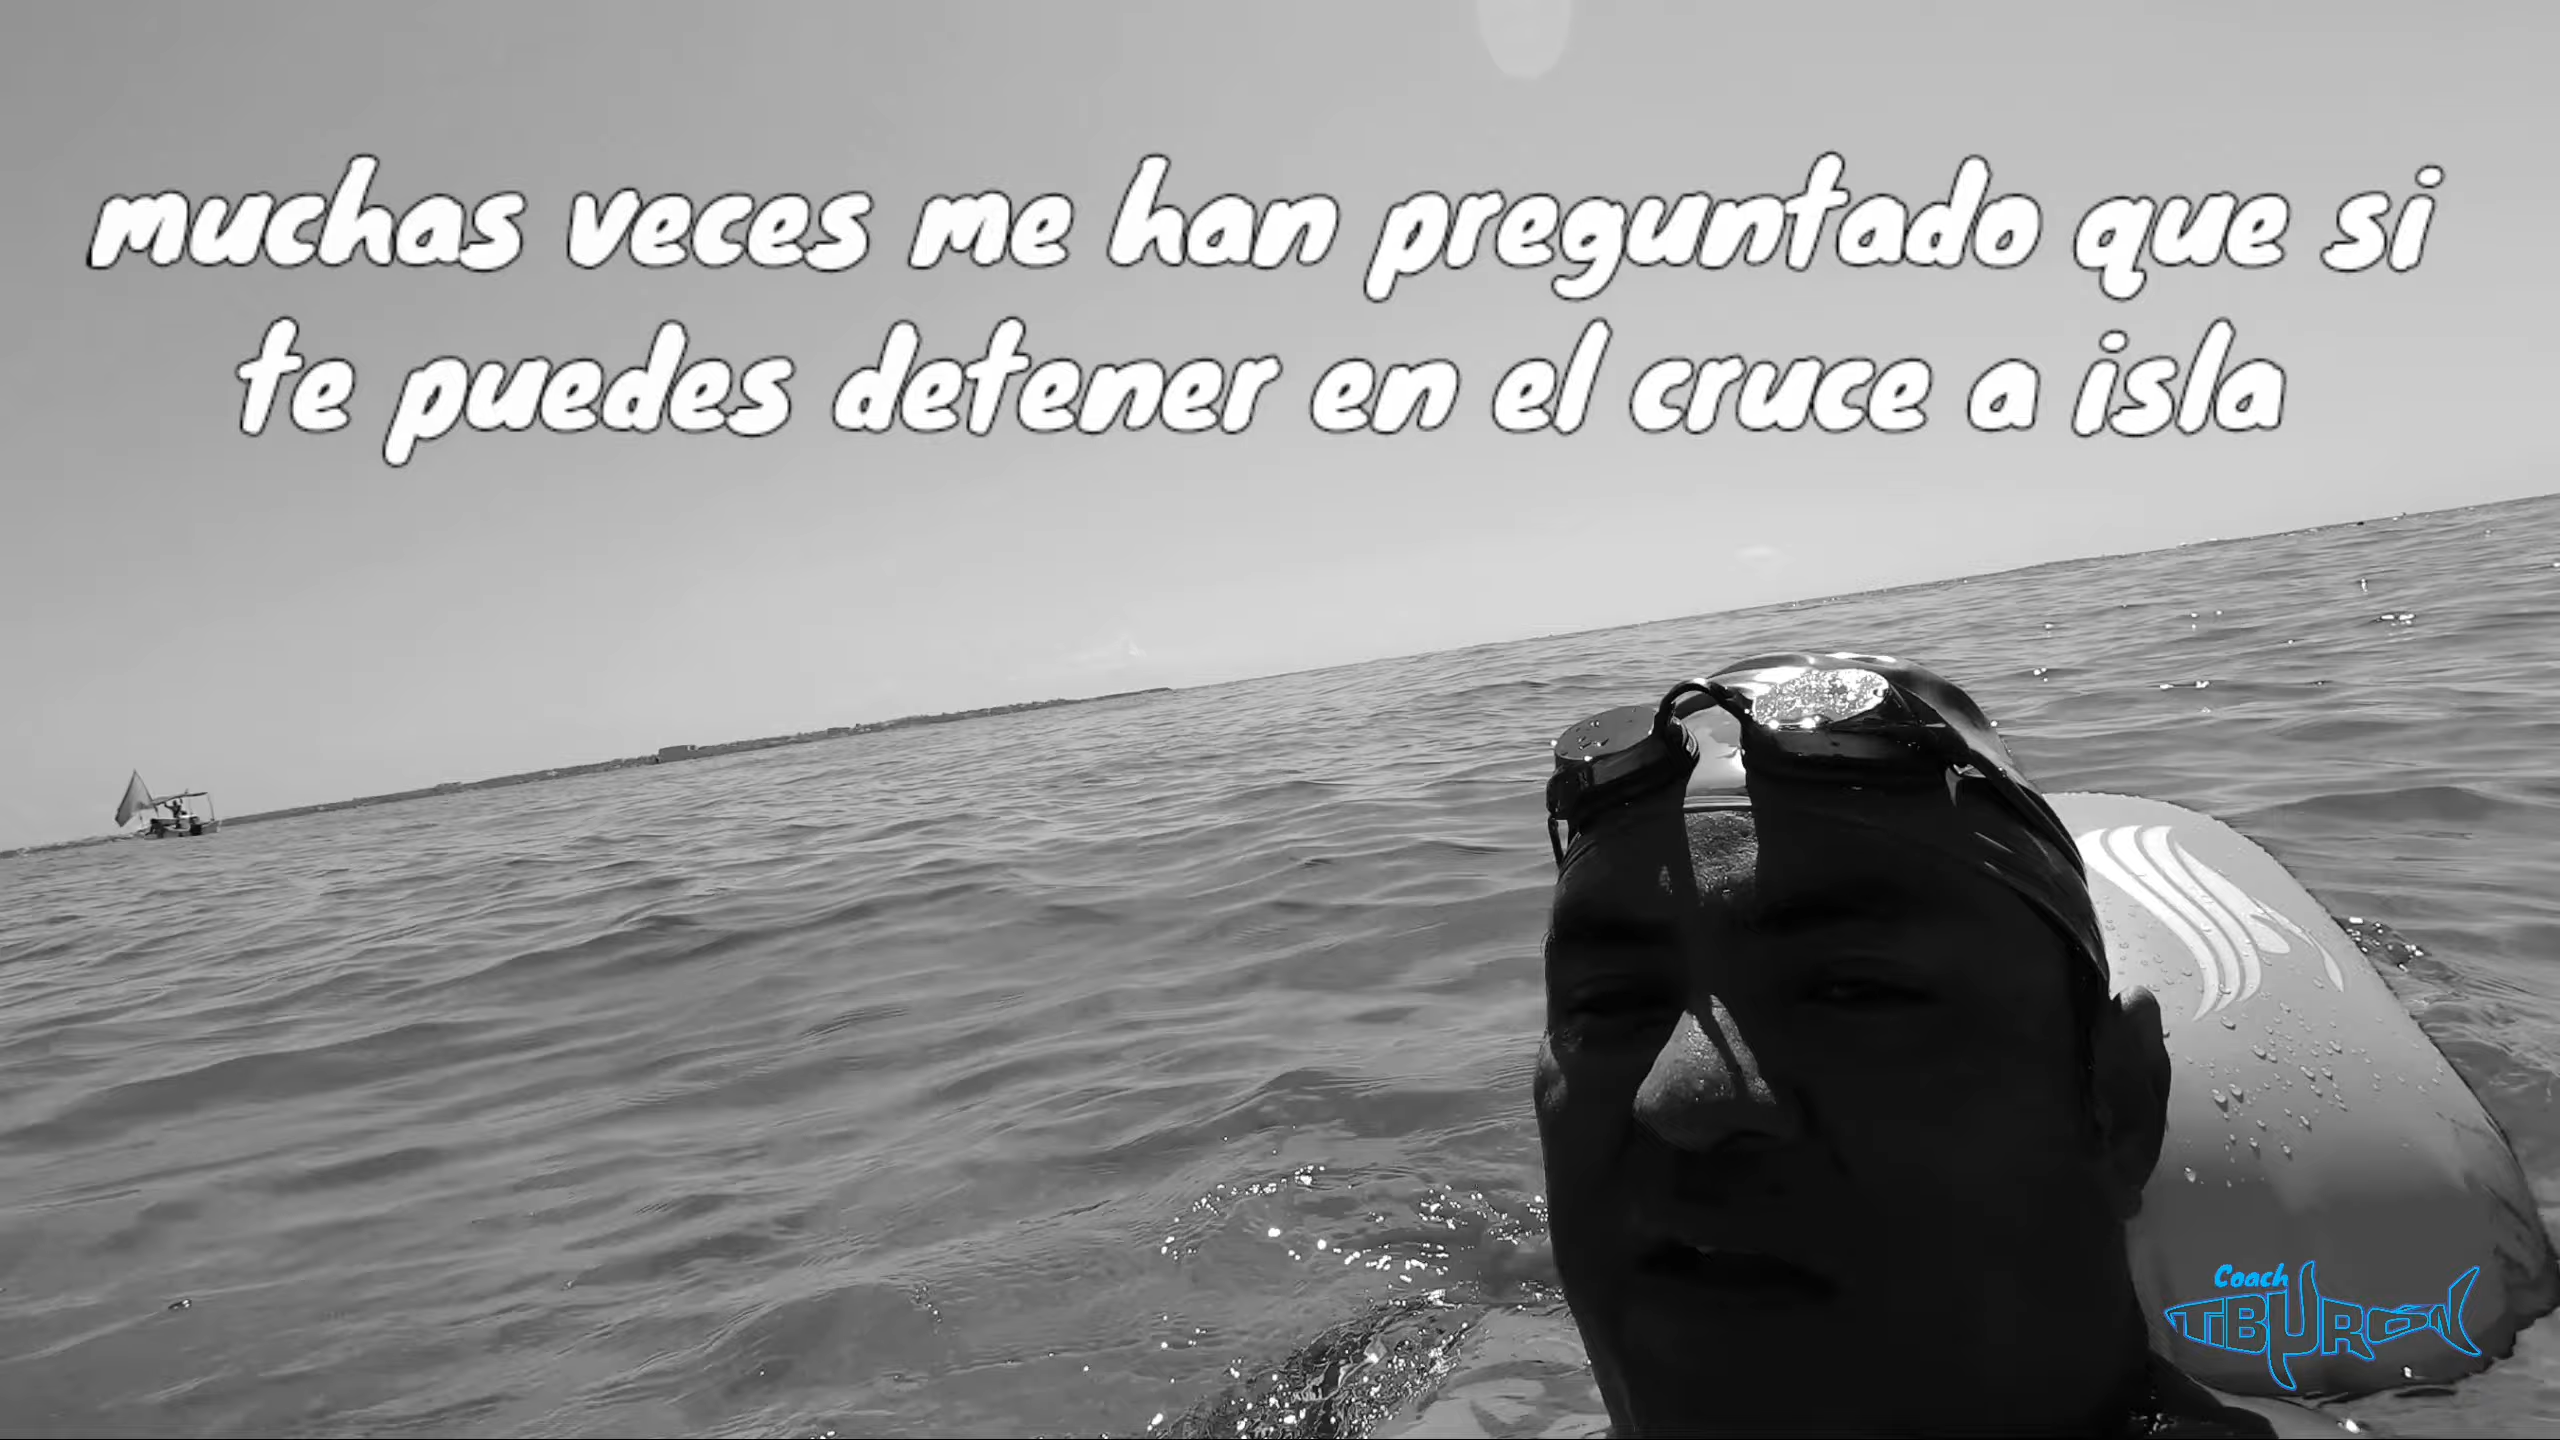 muchas veces me han preguntado que si
te puedes detener en el cruce a isla
Coach
TIBURON